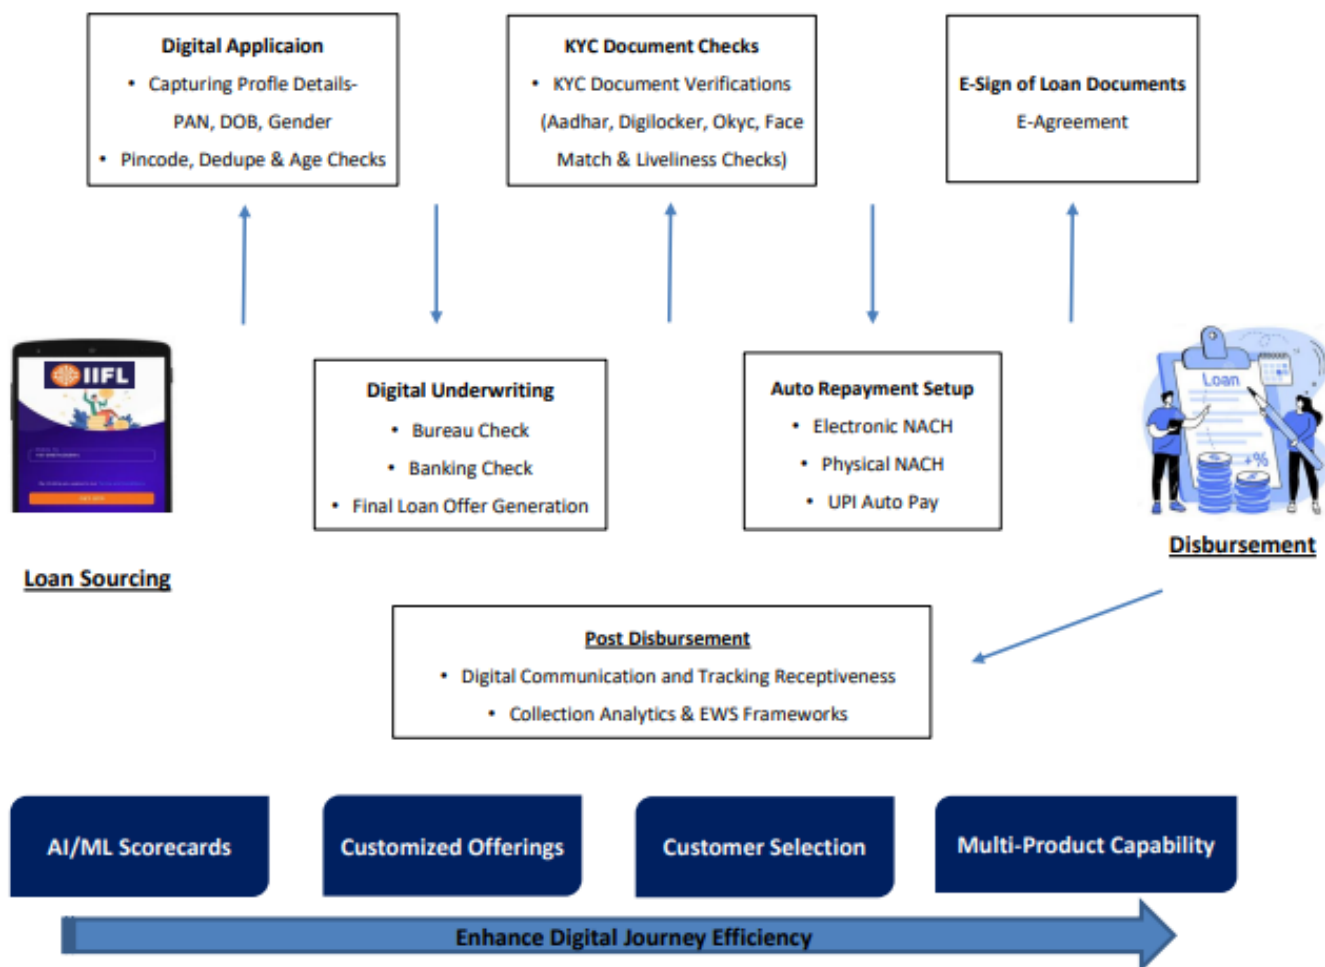 Digital Applicaion
• Capturing Profle Details-
PAN, DOB, Gender
• Pincode, Dedupe & Age Checks
KYC Document Checks
• KYC Document Verifications
(Aadhar, Digilocker, Okyc, Face
Match & Liveliness Checks)
E-Sign of Loan Documents
E-Agreement
IIFL
Loan Sourcing
Digital Underwriting
• Bureau Check
• Banking Check
• Final Loan Offer Generation
Auto Repayment Setup
• Electronic NACH
• Physical NACH
• UPI Auto Pay
Loan
+%
Disbursement
Post Disbursement
• Digital Communication and Tracking Receptiveness
• Collection Analytics & EWS Frameworks
AI/ML Scorecards
Customized Offerings
Customer Selection
Multi-Product Capability
Enhance Digital Journey Efficiency